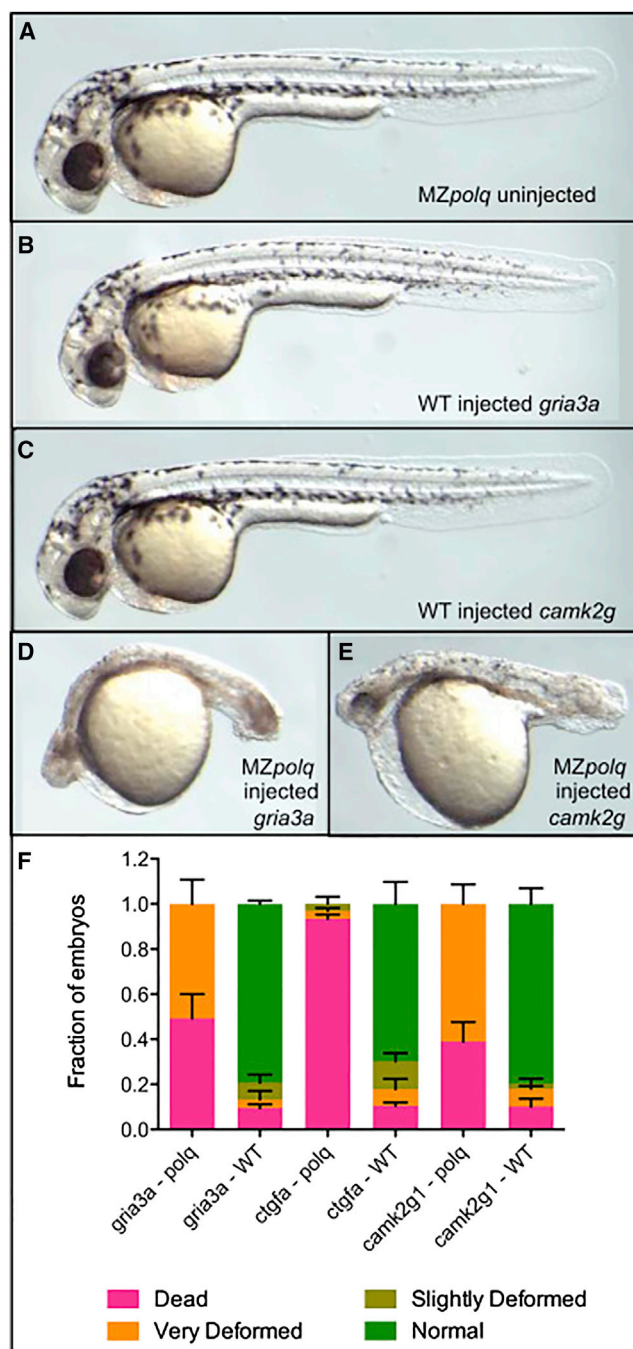 A
MZpolq uninjected
B
WT injected gria3a
C
WT injected camk2g
D
MZpolq
injected
gria3a
E
MZpolq
injected
camk2g
F
1.2
1.0
0.8
0.6
0.4
0.2
0.0
Fraction of embryos
gria3a - polq
gria3a - WT
ctgfa - polq
ctgfa - WT
camk2g1 - polq
camk2g1 - WT
Dead
Slightly Deformed
Very Deformed
Normal